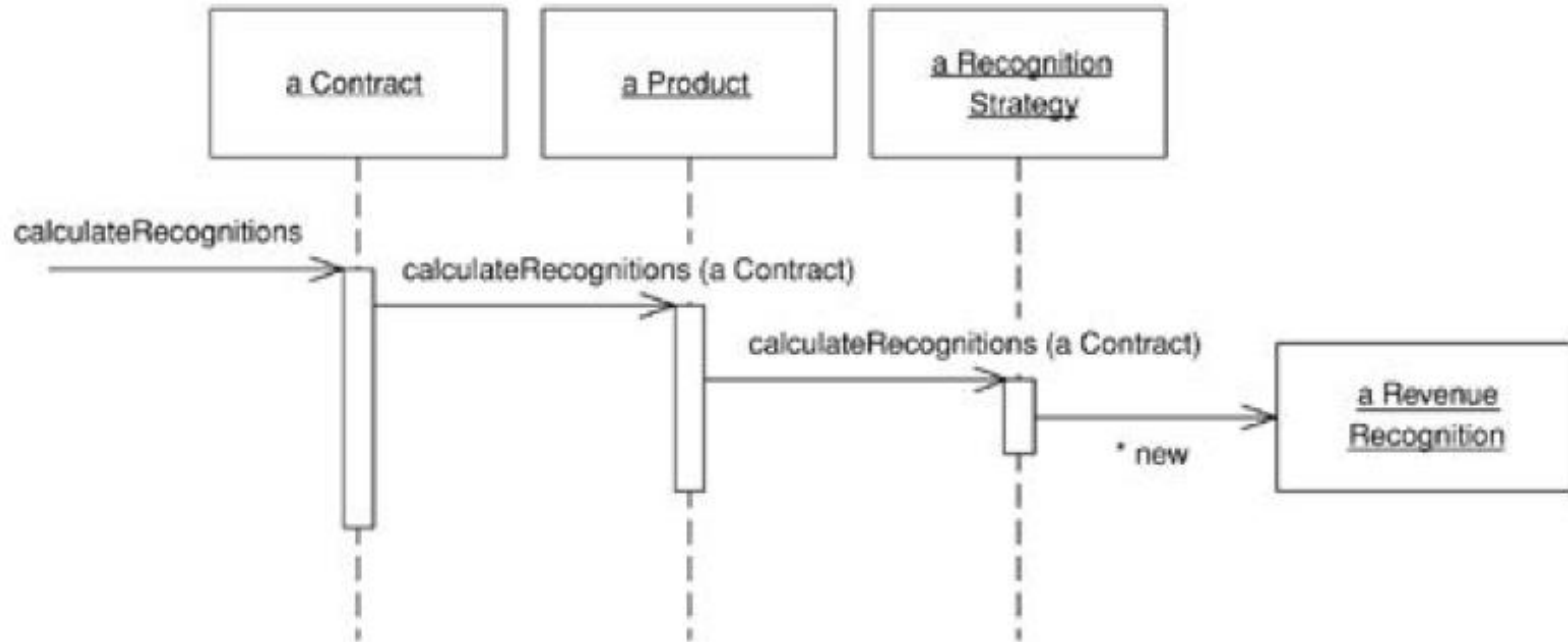 a Contract
a Product
a Recognition
Strategy
calculateRecognitions
calculateRecognitions (a Contract)
calculateRecognitions (a Contract)
a Revenue
Recognition
* new